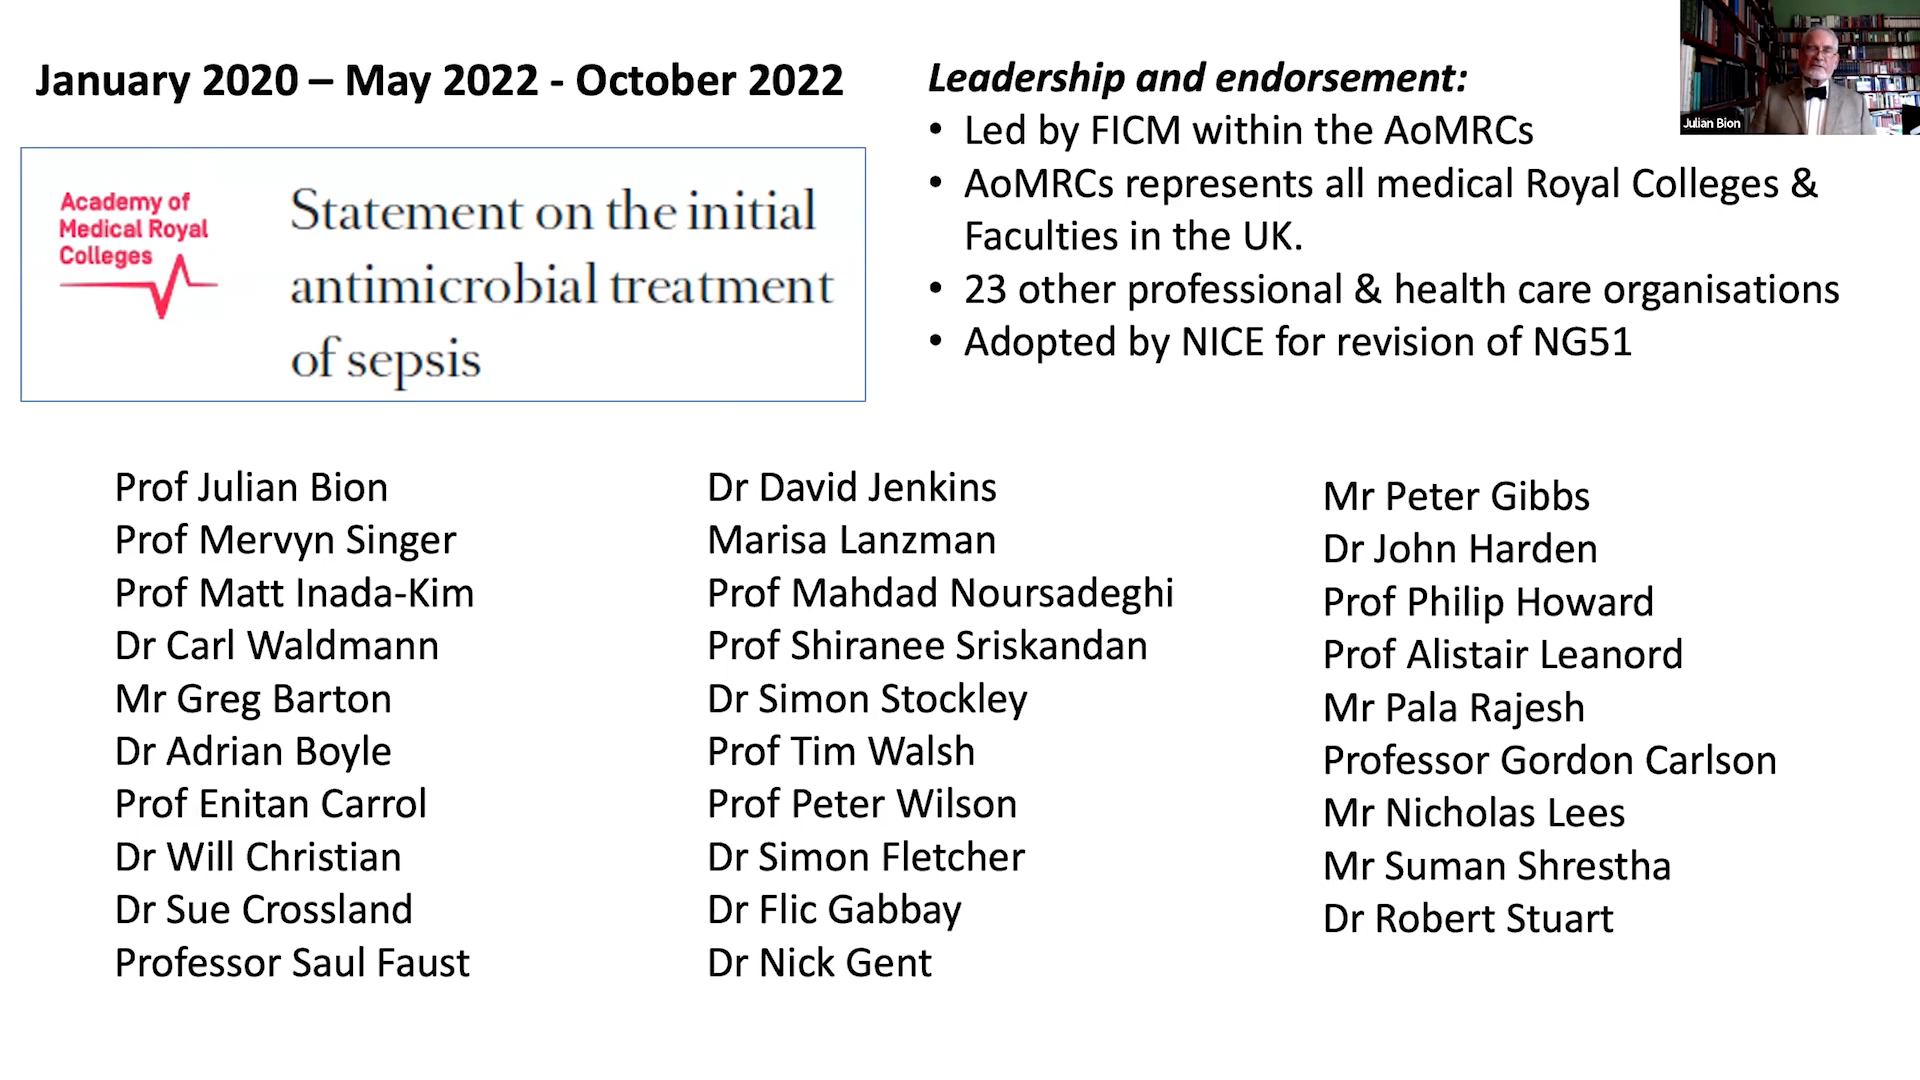 January 2020 – May 2022 - October 2022
Academy of
Medical Royal
Colleges
Statement on the initial
antimicrobial treatment
of sepsis
Leadership and endorsement:
• Led by FICM within the AoMRCs
• AoMRCs represents all medical Royal Colleges &
Faculties in the UK.
• 23 other professional & health care organisations
• Adopted by NICE for revision of NG51
Julian Bion
Prof Julian Bion
Prof Mervyn Singer
Prof Matt Inada-Kim
Dr Carl Waldmann
Mr Greg Barton
Dr Adrian Boyle
Prof Enitan Carrol
Dr Will Christian
Dr Sue Crossland
Professor Saul Faust
Dr David Jenkins
Marisa Lanzman
Prof Mahdad Noursadeghi
Prof Shiranee Sriskandan
Dr Simon Stockley
Prof Tim Walsh
Prof Peter Wilson
Dr Simon Fletcher
Dr Flic Gabbay
Dr Nick Gent
Mr Peter Gibbs
Dr John Harden
Prof Philip Howard
Prof Alistair Leanord
Mr Pala Rajesh
Professor Gordon Carlson
Mr Nicholas Lees
Mr Suman Shrestha
Dr Robert Stuart